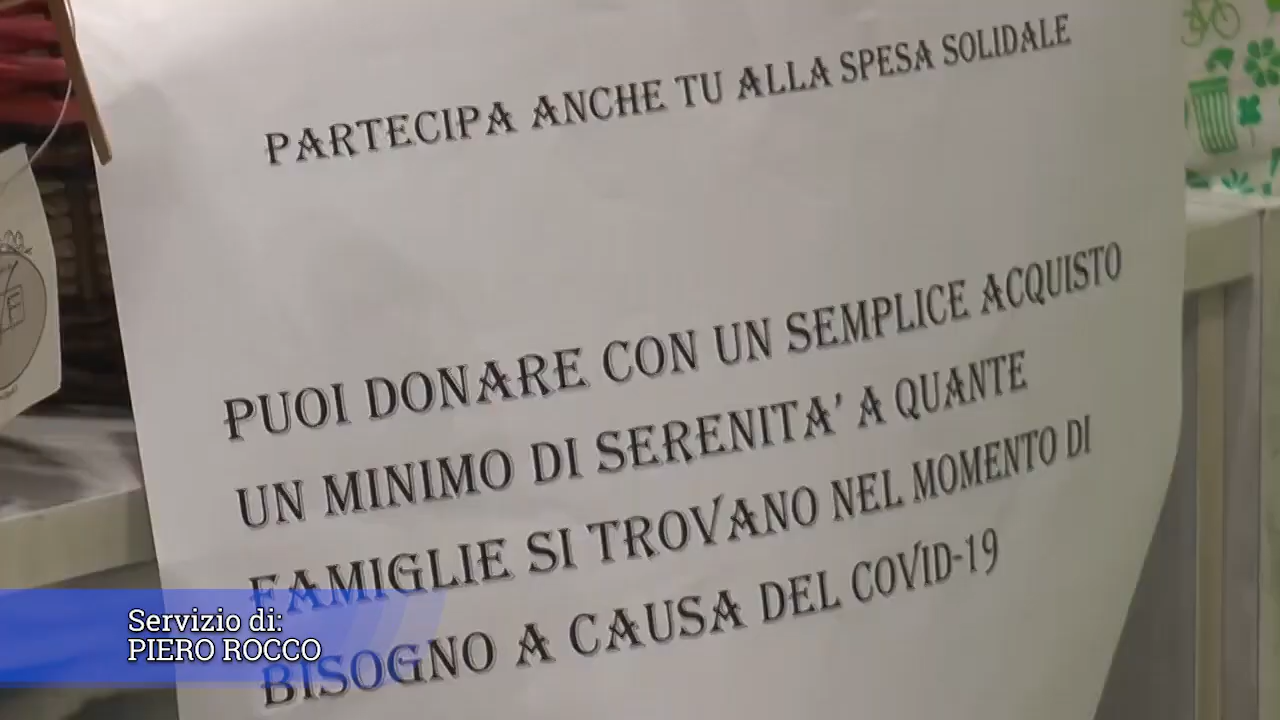 PARTECIPA ANCHE TU ALLA SPESA SOLIDALE
PUOI DONARE CON UN SEMPLICE ACQUISTO
UN MINIMO DI SERENITA' A QUANTE
FAMIGLIE SI TROVANO NEL MOMENTO DI
BISOGNO A CAUSA DEL COVID-19
Servizio di:
PIERO ROCCO